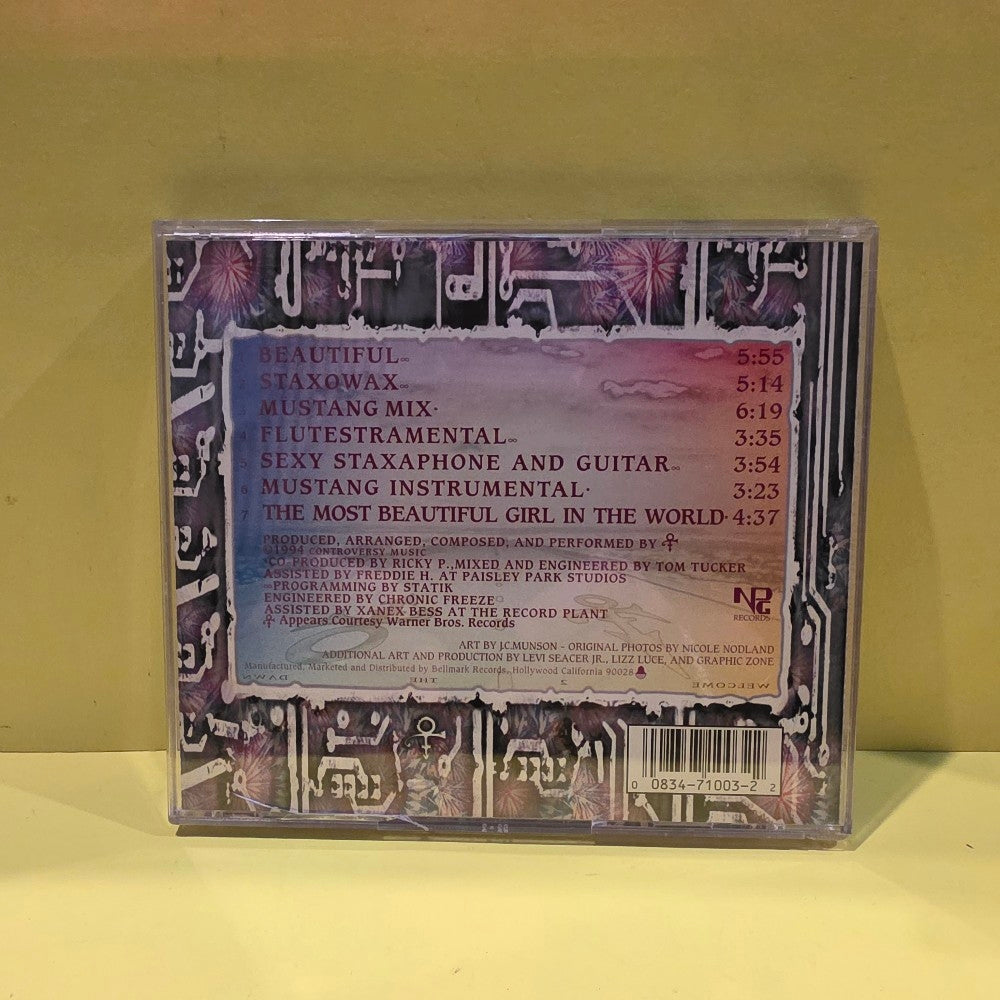 1 BEAUTIFUL∞ 5:55
2 STAXOWAX∞ 5:14
3 MUSTANG MIX• 6:19
4 FLUTESTRAMENTAL∞ 3:35
5 SEXY STAXAPHONE AND GUITAR∞ 3:54
6 MUSTANG INSTRUMENTAL• 3:23
7 THE MOST BEAUTIFUL GIRL IN THE WORLD• 4:37
PRODUCED, ARRANGED, COMPOSED, AND PERFORMED BY
©1994 CONTROVERSY MUSIC
*CO-PRODUCED BY RICKY P.,MIXED AND ENGINEERED BY TOM TUCKER
ASSISTED BY FREDDIE H. AT PAISLEY PARK STUDIOS
∞PROGRAMMING BY STATIK
ENGINEERED BY CHRONIC FREEZE
ASSISTED BY XANEX BESS AT THE RECORD PLANT
Appears Courtesy Warner Bros. Records
NPG
RECORDS
ART BY J.C.MUNSON - ORIGINAL PHOTOS BY NICOLE NODLAND
ADDITIONAL ART AND PRODUCTION BY LEVI SEACER JR., LIZZ LUCE, AND GRAPHIC ZONE
Manufactured, Marketed and Distributed by Bellmark Records, Hollywood California 90028
DAWN THE 2 WELCOME
0 0834-71003-2 2